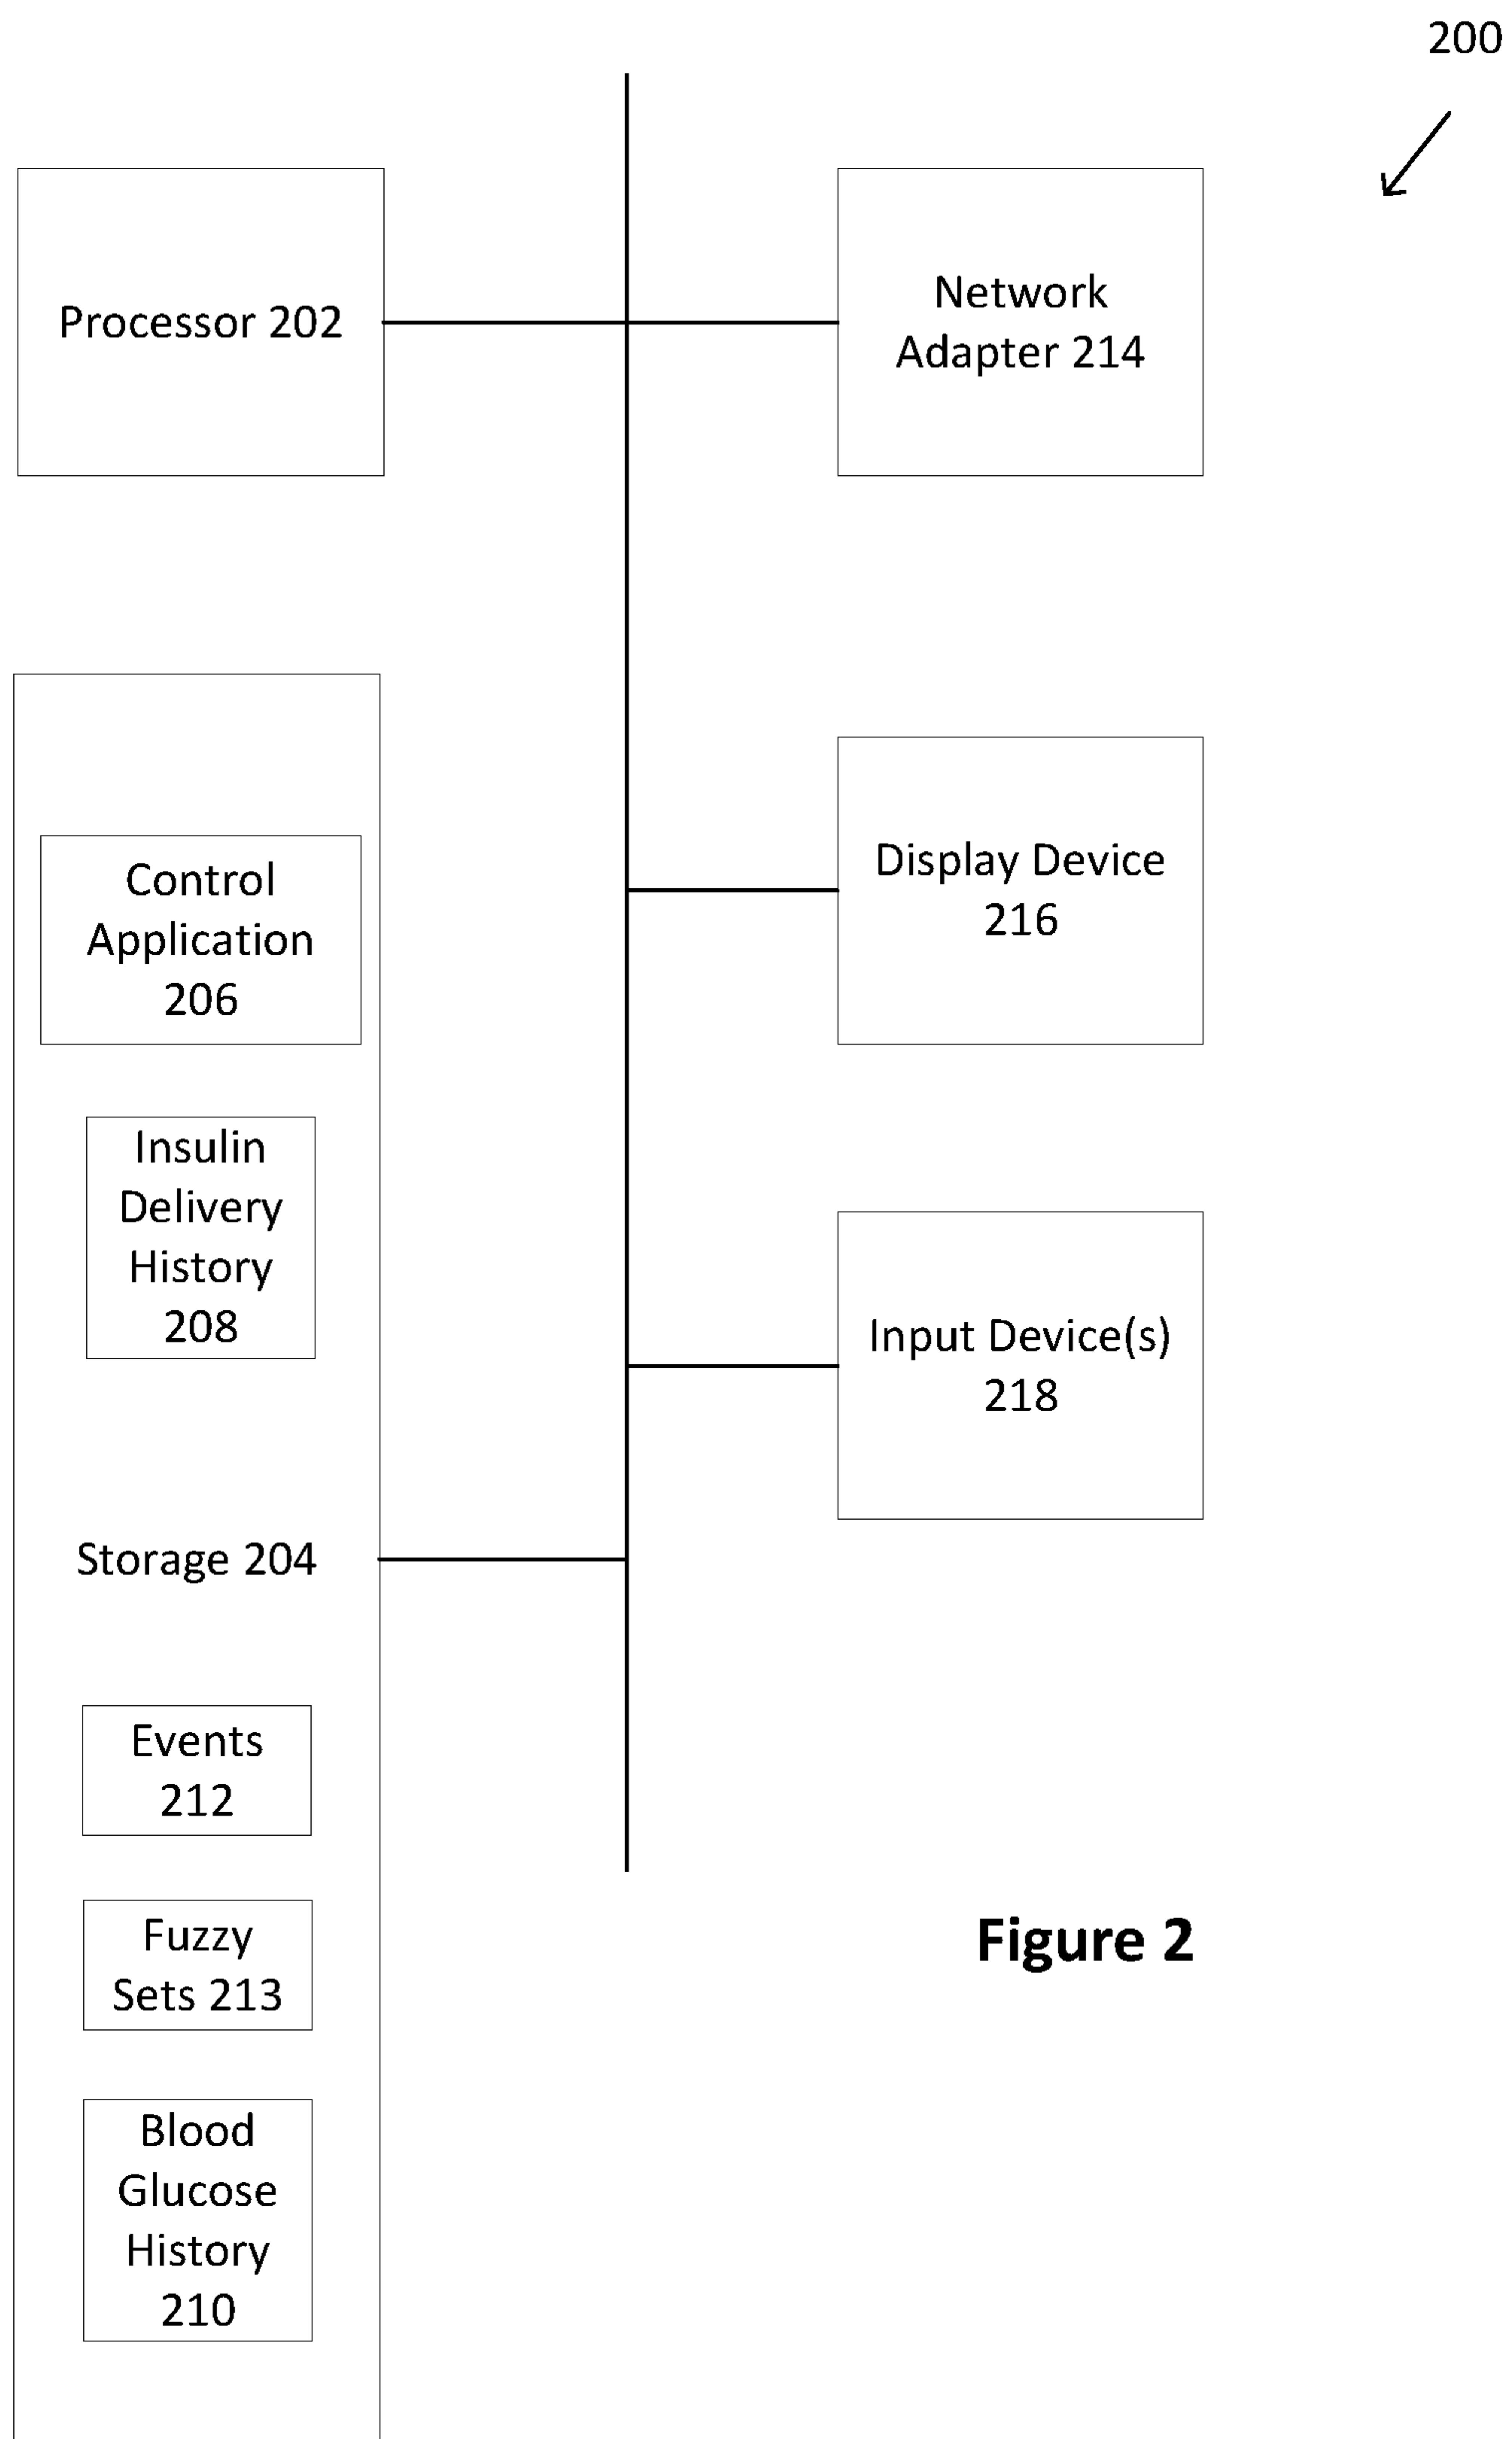 200
Processor 202
Network
Adapter 214
Control
Application
206
Display Device
216
Insulin
Delivery
History
208
Input Device(s)
218
Storage 204
Events
212
Fuzzy
Sets 213
Blood
Glucose
History
210
Figure 2